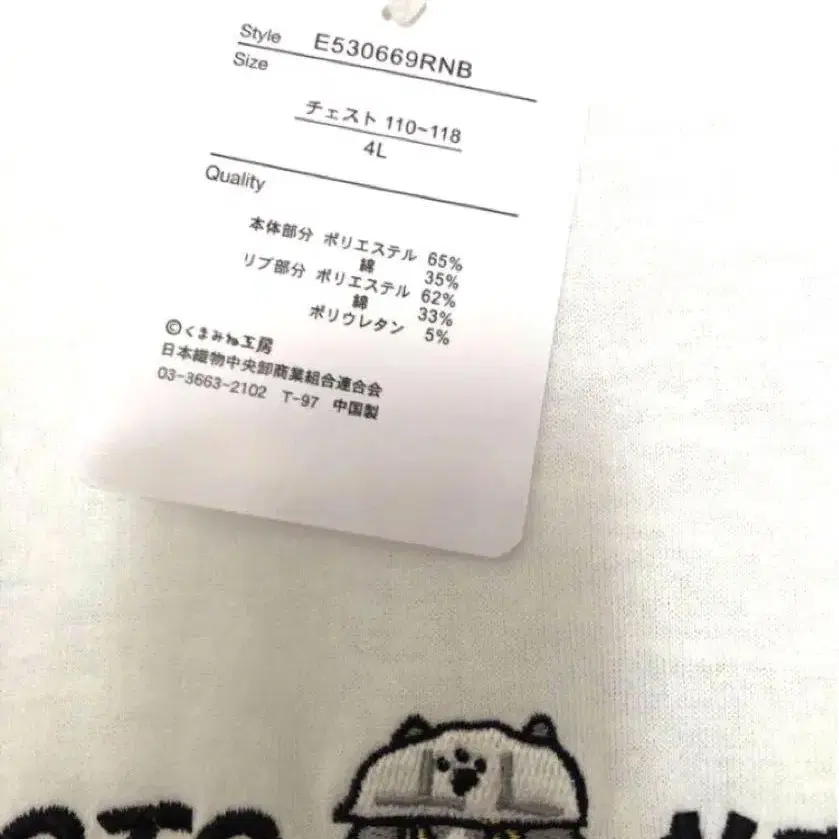 Style E530669RNB
Size
チェスト 110-118
4L
Quality
本体部分 ポリエステル 65%
綿 35%
リブ部分 ポリエステル 62%
綿 33%
ポリウレタン 5%
©くまみね工房
日本織物中央卸商業組合連合会
03-3663-2102 T-97 中国製